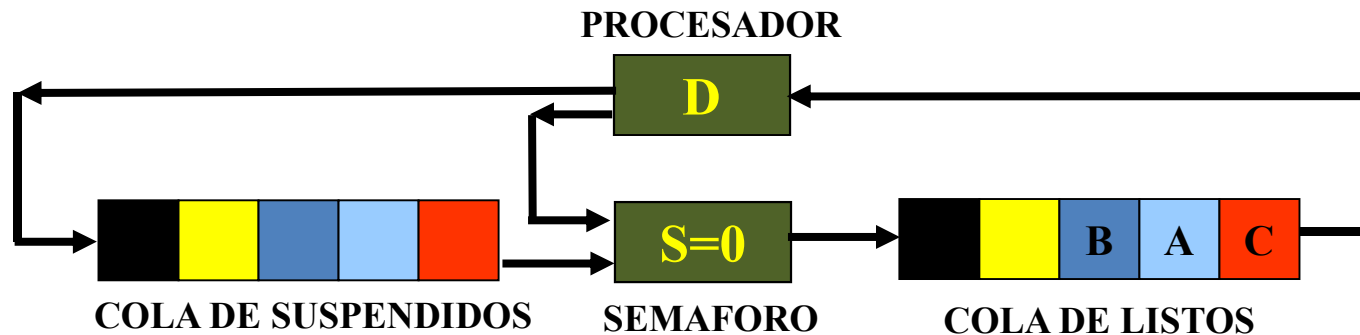 PROCESADOR
D
S=0
B A C
COLA DE SUSPENDIDOS
SEMAFORO
COLA DE LISTOS